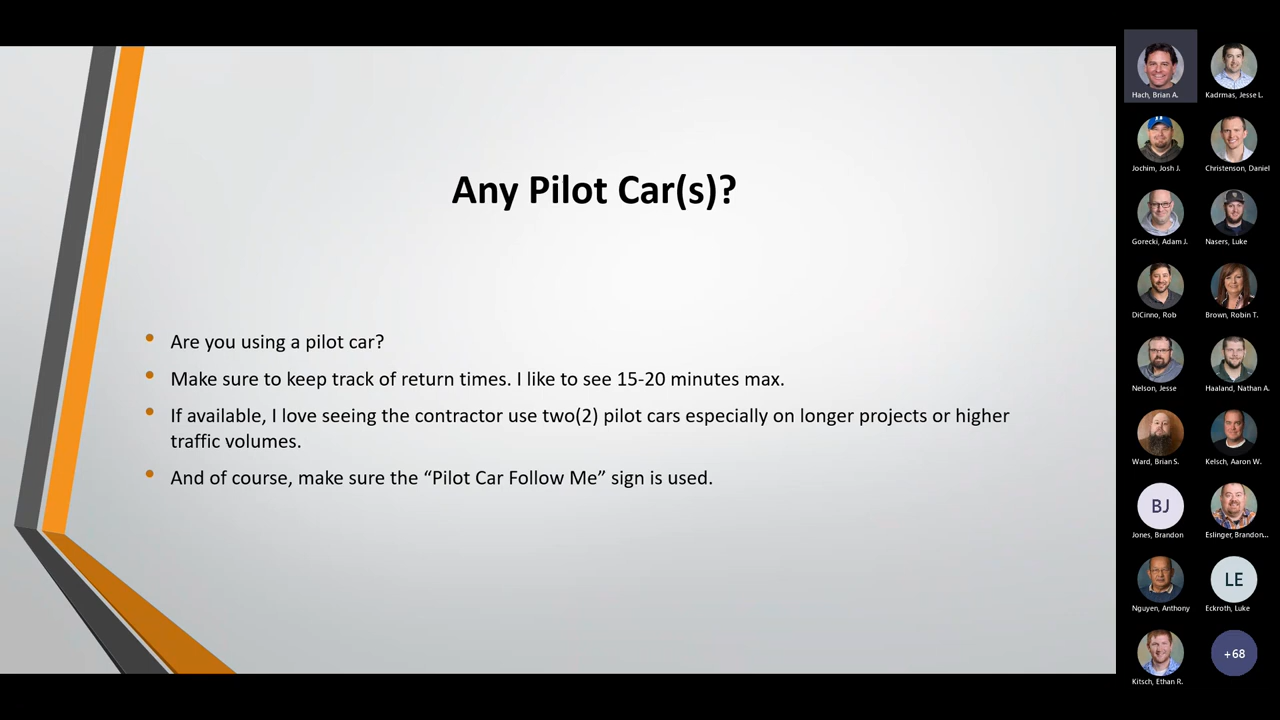 Any Pilot Car(s)?
Are you using a pilot car?
Make sure to keep track of return times. I like to see 15-20 minutes max.
If available, I love seeing the contractor use two(2) pilot cars especially on longer projects or higher
traffic volumes.
And of course, make sure the “Pilot Car Follow Me” sign is used.
Hach, Brian A.
Kadrmas, Jesse L.
Jochim, Josh J.
Christenson, Daniel
Gorecki, Adam J.
Nasers, Luke
DiCinno, Rob
Brown, Robin T.
Nelson, Jesse
Haaland, Nathan A.
Ward, Brian S.
Kelsch, Aaron W.
BJ
Jones, Brandon
Eslinger, Brandon...
Nguyen, Anthony
LE
Eckroth, Luke
Kitsch, Ethan R.
+68